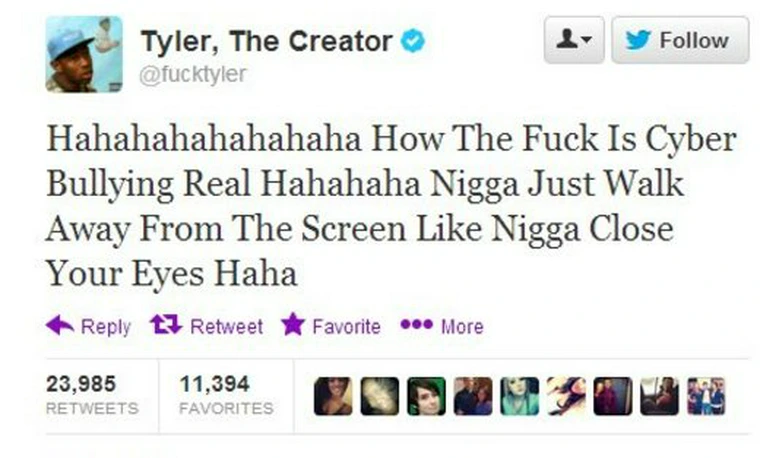 Tyler, The Creator
@fucktyler
Follow
Hahahahahahahaha How The Fuck Is Cyber
Bullying Real Hahahaha Nigga Just Walk
Away From The Screen Like Nigga Close
Your Eyes Haha
Reply Retweet Favorite More
23,985 11,394
RETWEETS FAVORITES